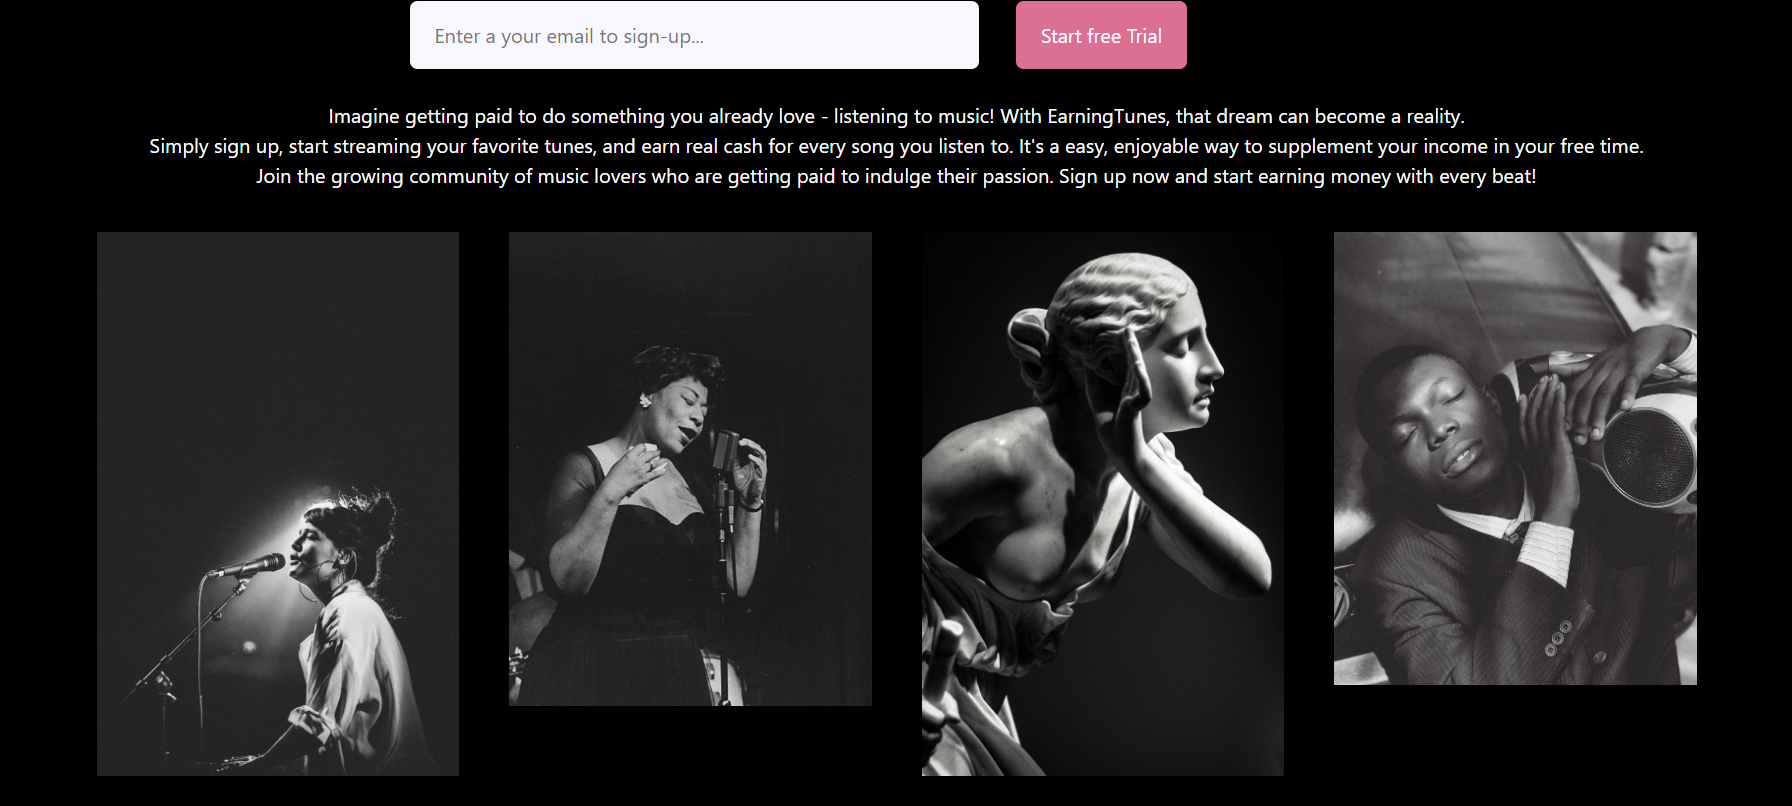 Enter a your email to sign-up...
Start free Trial
Imagine getting paid to do something you already love - listening to music! With EarningTunes, that dream can become a reality.
Simply sign up, start streaming your favorite tunes, and earn real cash for every song you listen to. It's a easy, enjoyable way to supplement your income in your free time.
Join the growing community of music lovers who are getting paid to indulge their passion. Sign up now and start earning money with every beat!